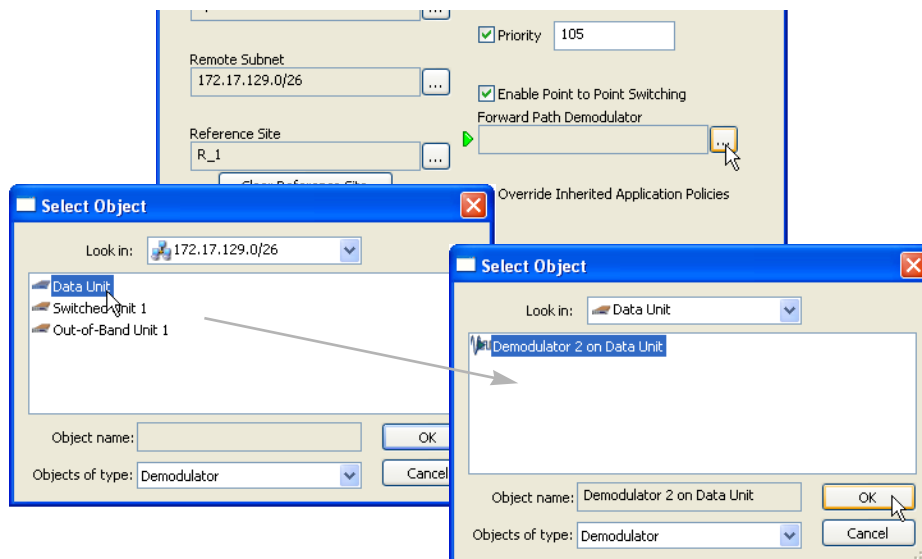 Priority 105
Remote Subnet
172.17.129.0/26
...
Enable Point to Point Switching
Forward Path Demodulator
...
Reference Site
R_1
...
Clear Reference Site
Override Inherited Application Policies
Select Object
Look in: 172.17.129.0/26
Data Unit
Switched Unit 1
Out-of-Band Unit 1
Object name:
OK
Objects of type: Demodulator
Cancel
Select Object
Look in: Data Unit
Demodulator 2 on Data Unit
Object name: Demodulator 2 on Data Unit
OK
Objects of type: Demodulator
Cancel